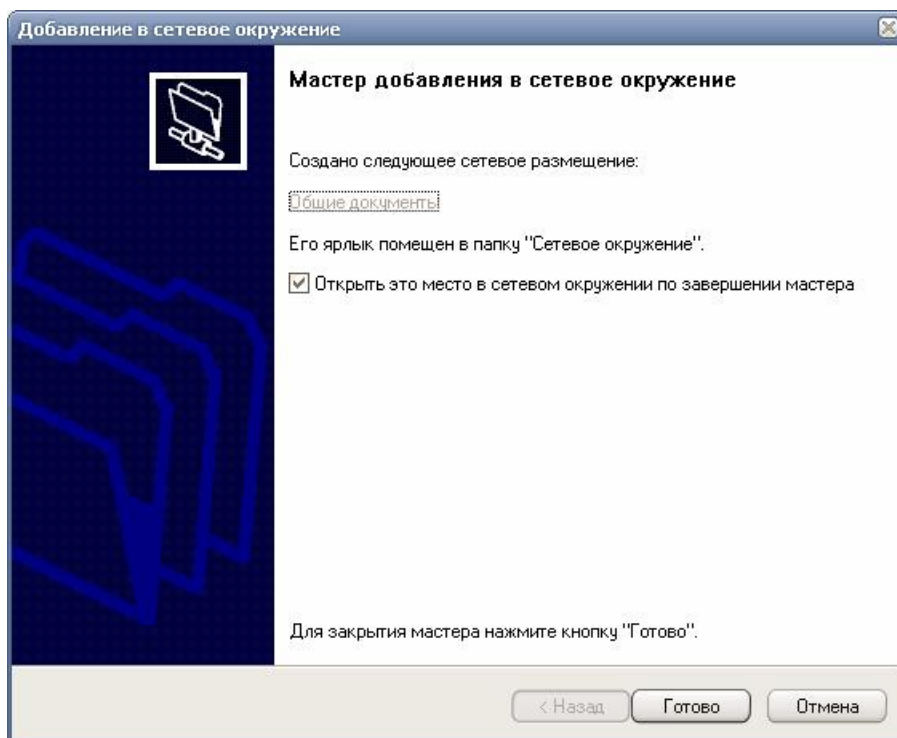 Добавление в сетевое окружение
Мастер добавления в сетевое окружение
Создано следующее сетевое размещение:
Общие документы
Его ярлык помещен в папку "Сетевое окружение".
Открыть это место в сетевом окружении по завершении мастера
Для закрытия мастера нажмите кнопку "Готово".
< Назад
Готово
Отмена